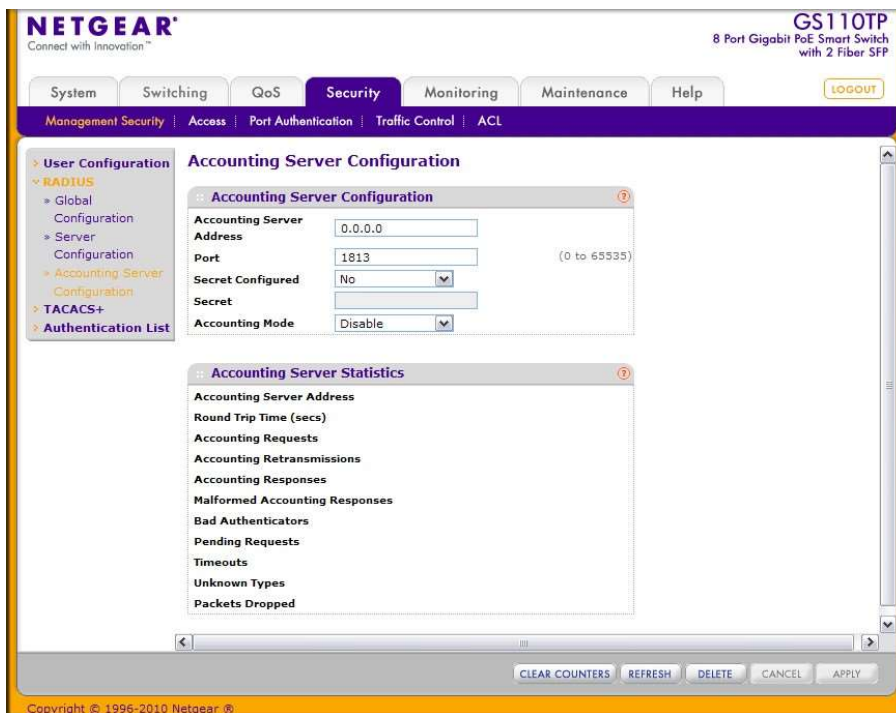 NETGEAR®
Connect with Innovation™
GS110TP
8 Port Gigabit PoE Smart Switch
with 2 Fiber SFP
System
Switching
QoS
Security
Monitoring
Maintenance
Help
LOGOUT
Management Security
Access
Port Authentication
Traffic Control
ACL
User Configuration
RADIUS
» Global
Configuration
» Server
Configuration
» Accounting Server
Configuration
TACACS+
Authentication List
Accounting Server Configuration
Accounting Server Configuration
?
Accounting Server
Address
0.0.0.0
Port
1813
(0 to 65535)
Secret Configured
No
Secret
Accounting Mode
Disable
Accounting Server Statistics
?
Accounting Server Address
Round Trip Time (secs)
Accounting Requests
Accounting Retransmissions
Accounting Responses
Malformed Accounting Responses
Bad Authenticators
Pending Requests
Timeouts
Unknown Types
Packets Dropped
CLEAR COUNTERS
REFRESH
DELETE
CANCEL
APPLY
Copyright © 1996-2010 Netgear ®